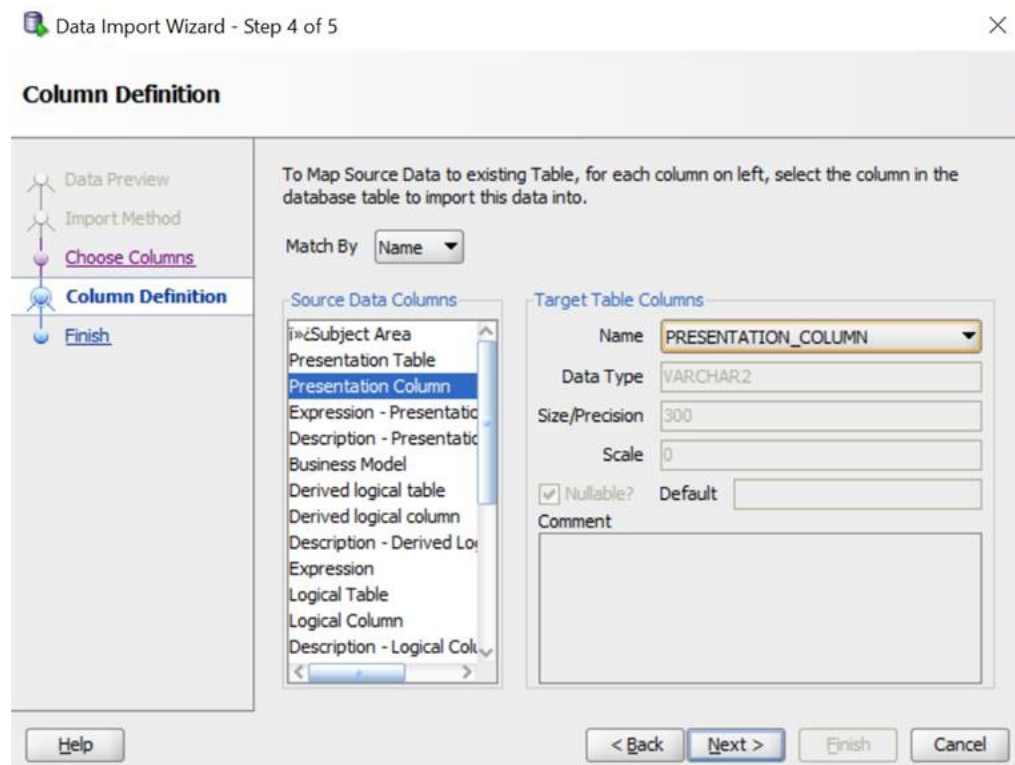 Data Import Wizard - Step 4 of 5
Column Definition
Data Preview
Import Method
Choose Columns
Column Definition
Finish
To Map Source Data to existing Table, for each column on left, select the column in the
database table to import this data into.
Match By Name
Source Data Columns
ï»¿Subject Area
Presentation Table
Presentation Column
Expression - Presentatic
Description - Presentatic
Business Model
Derived logical table
Derived logical column
Description - Derived Lo
Expression
Logical Table
Logical Column
Description - Logical Colu
Target Table Columns
Name PRESENTATION_COLUMN
Data Type VARCHAR2
Size/Precision 300
Scale 0
Nullable? Default
Comment
Help
< Back Next > Finish Cancel